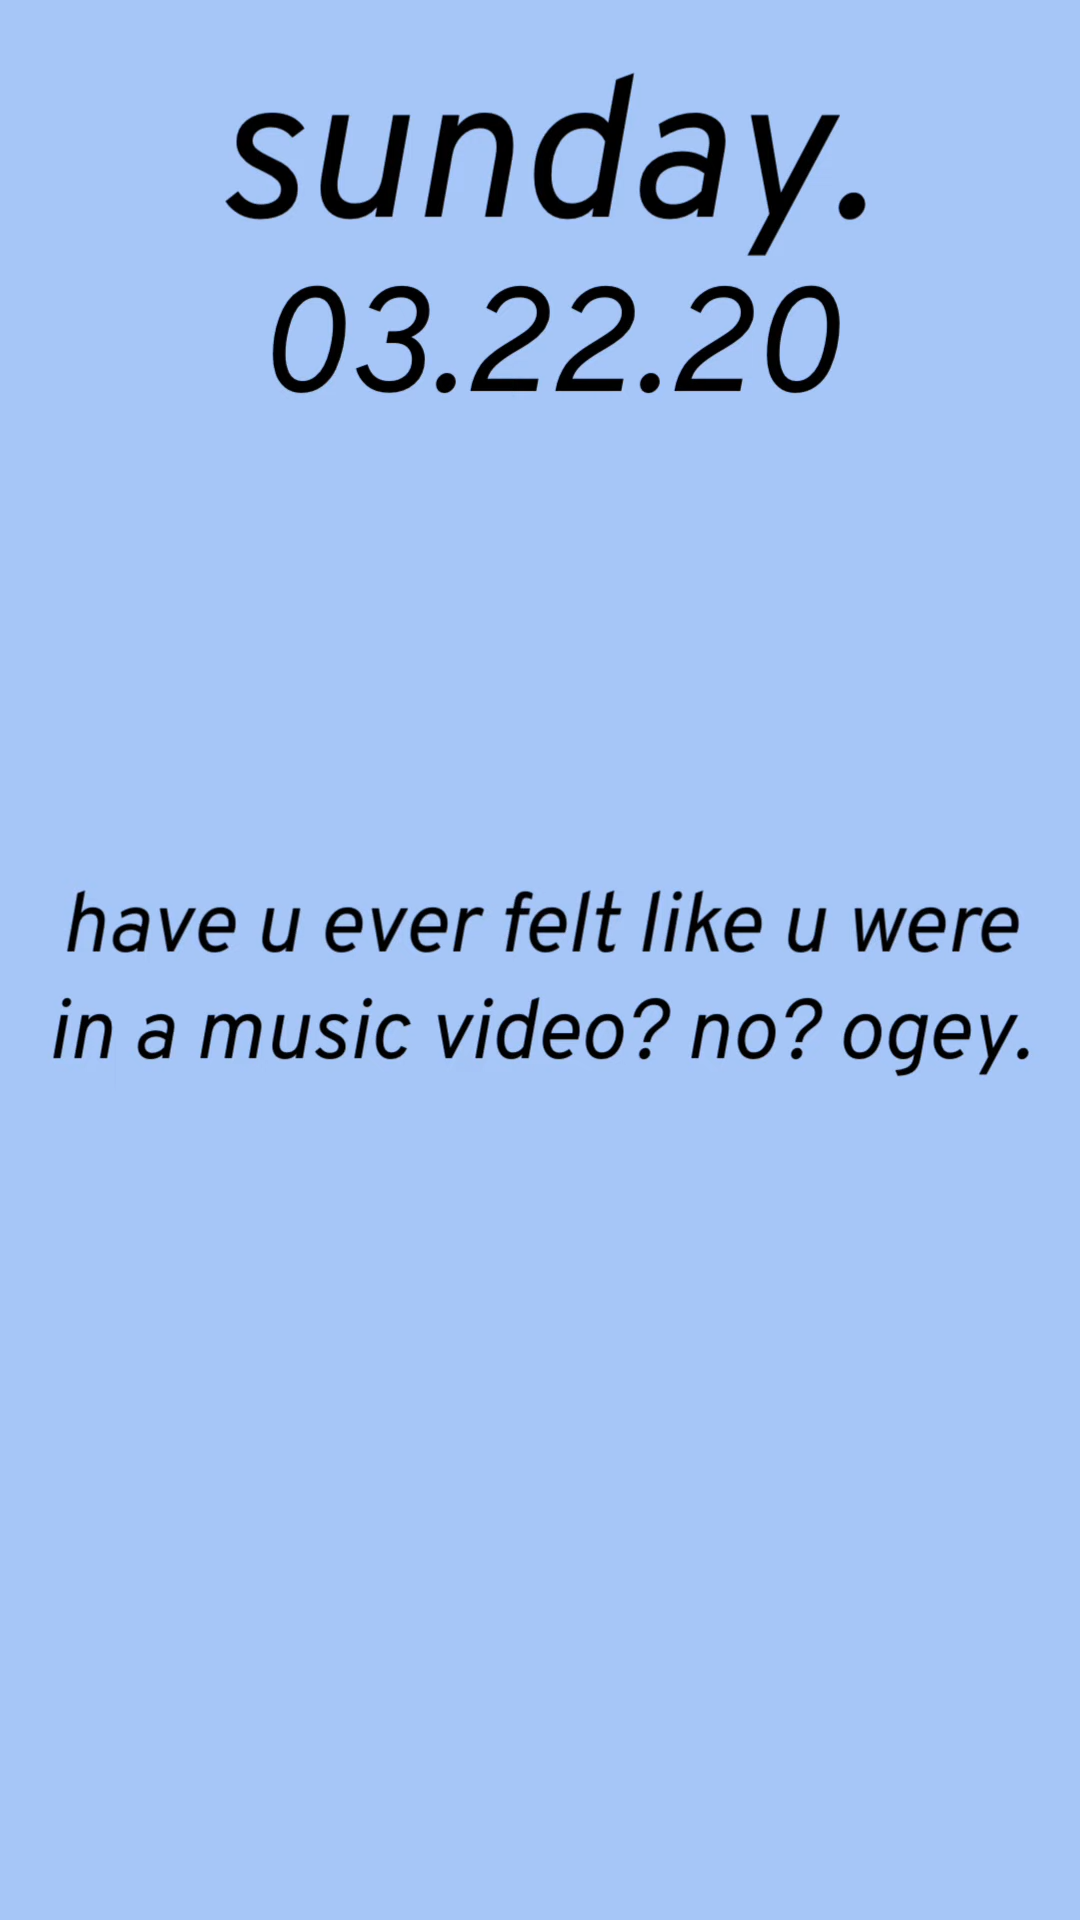 sunday.
03.22.20
have u ever felt like u were
in a music video? no? ogey.